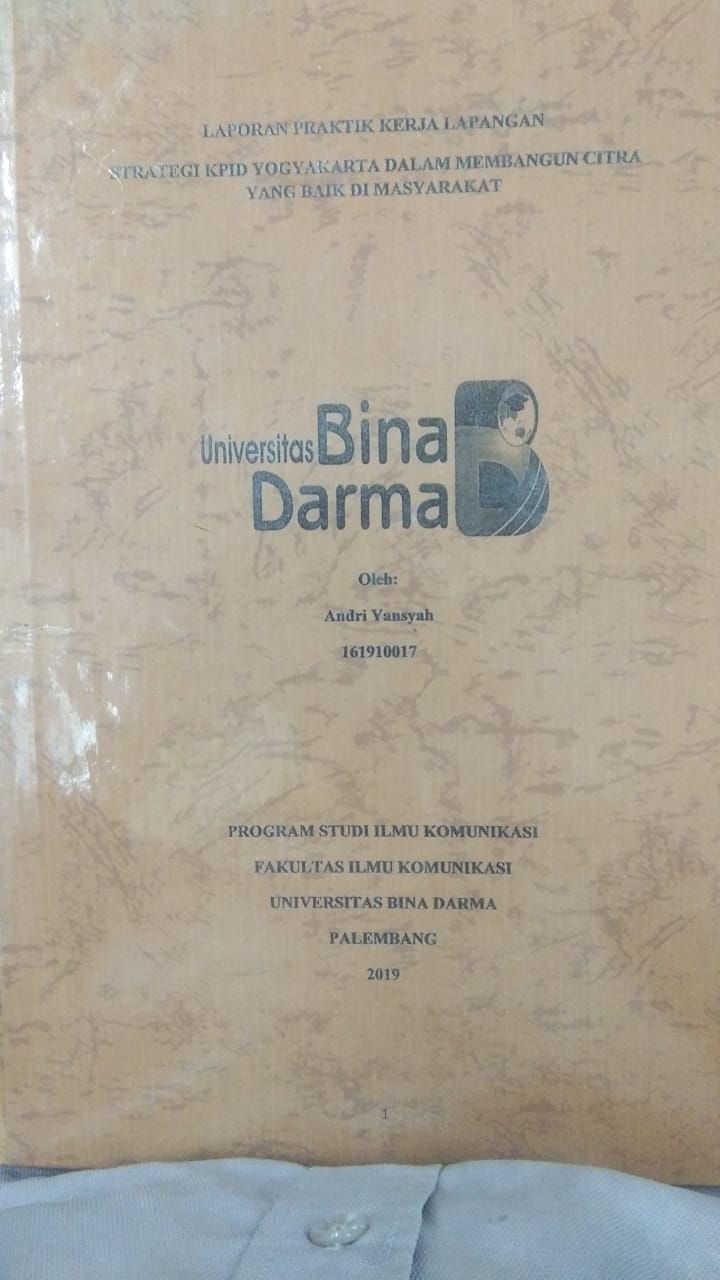 LAPORAN PRAKTIK KERJA LAPANGAN
STRATEGI KPID YOGYAKARTA DALAM MEMBANGUN CITRA
YANG BAIK DI MASYARAKAT
Universitas Bina
Darma
Oleh:
Andri Yansyah
161910017
PROGRAM STUDI ILMU KOMUNIKASI
FAKULTAS ILMU KOMUNIKASI
UNIVERSITAS BINA DARMA
PALEMBANG
2019
1